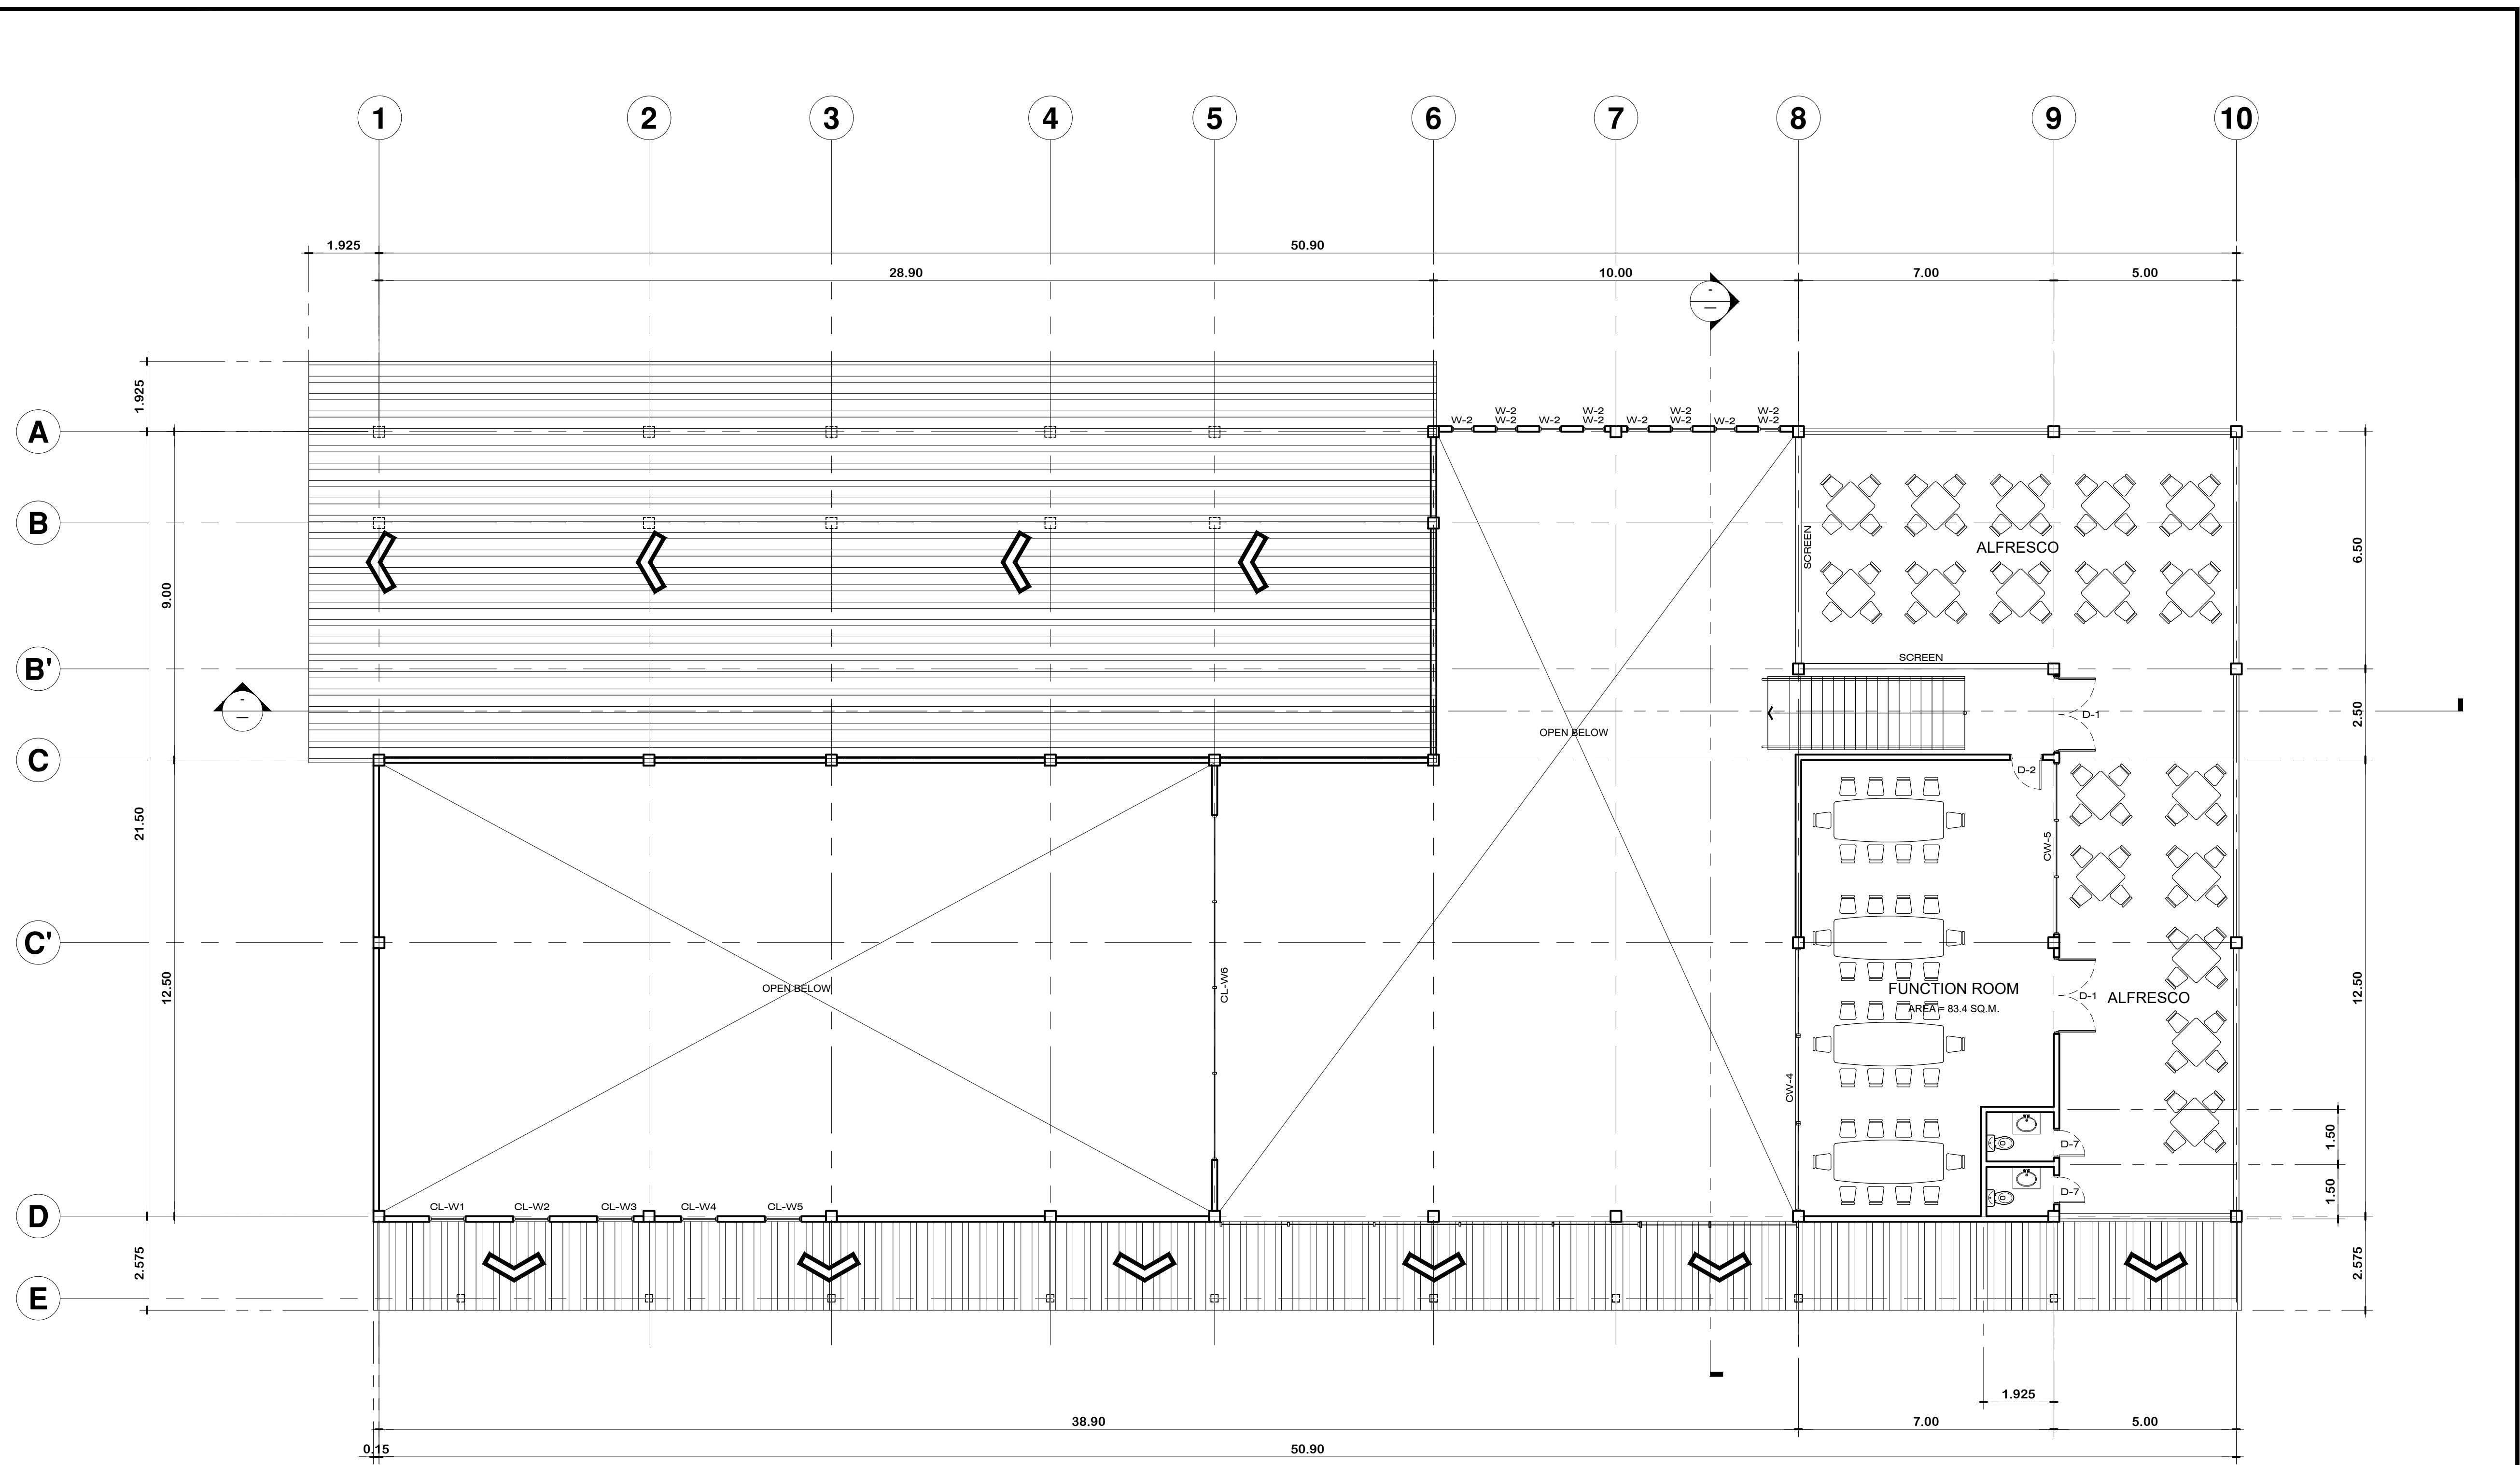 1 2 3 4 5 6 7 8 9 10
1.925 50.90
28.90 10.00 7.00 5.00
-
1.925
A
W-2 W-2 W-2 W-2
W-2 W-2 W-2 W-2 W-2 W-2 W-2 W-2
B
SCREEN
ALFRESCO
6.50
9.00
B'
SCREEN
-
D-1
2.50
OPEN BELOW
C
D-2
21.50
CW-5
C'
12.50
CL-W6
OPEN BELOW
FUNCTION ROOM
AREA = 83.4 SQ.M.
D-1
ALFRESCO
12.50
CW-4
D-7
1.50
D-7
1.50
CL-W1 CL-W2 CL-W3 CL-W4 CL-W5
D
2.575
2.575
E
1.925
38.90 7.00 5.00
0.15 50.90